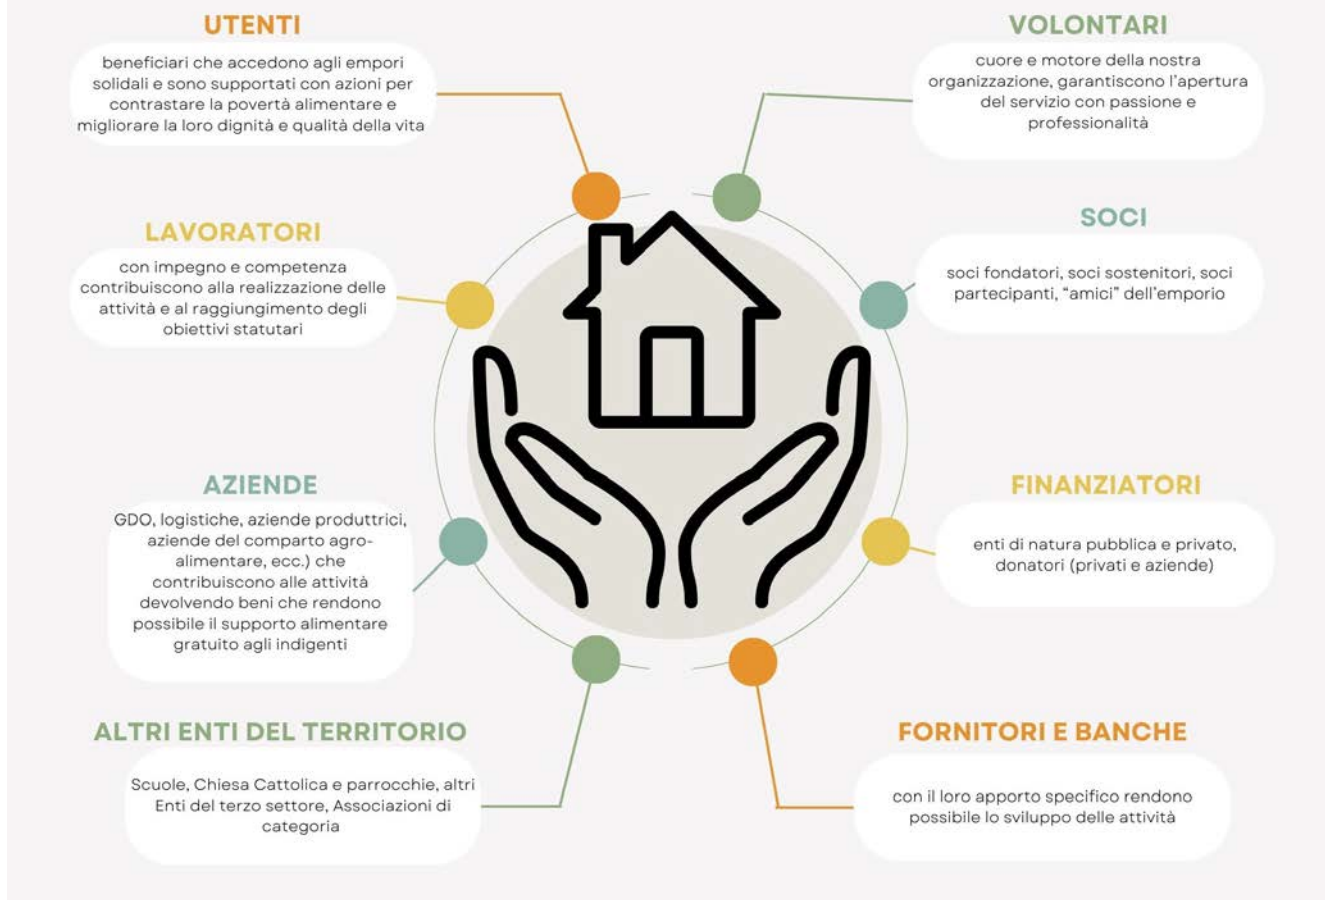 UTENTI
beneficiari che accedono agli empori
solidali e sono supportati con azioni per
contrastare la povertà alimentare e
migliorare la loro dignità e qualità della vita
VOLONTARI
cuore e motore della nostra
organizzazione, garantiscono l'apertura
del servizio con passione e
professionalità
LAVORATORI
con impegno e competenza
contribuiscono alla realizzazione delle
attività e al raggiungimento degli
obiettivi statutari
SOCI
soci fondatori, soci sostenitori, soci
partecipanti, “amici” dell'emporio
AZIENDE
GDO, logistiche, aziende produttrici,
aziende del comparto agro-
alimentare, ecc.) che
contribuiscono alle attività
devolvendo beni che rendono
possibile il supporto alimentare
gratuito agli indigenti
FINANZIATORI
enti di natura pubblica e privato,
donatori (privati e aziende)
ALTRI ENTI DEL TERRITORIO
Scuole, Chiesa Cattolica e parrocchie, altri
Enti del terzo settore, Associazioni di
categoria
FORNITORI E BANCHE
con il loro apporto specifico rendono
possibile lo sviluppo delle attività